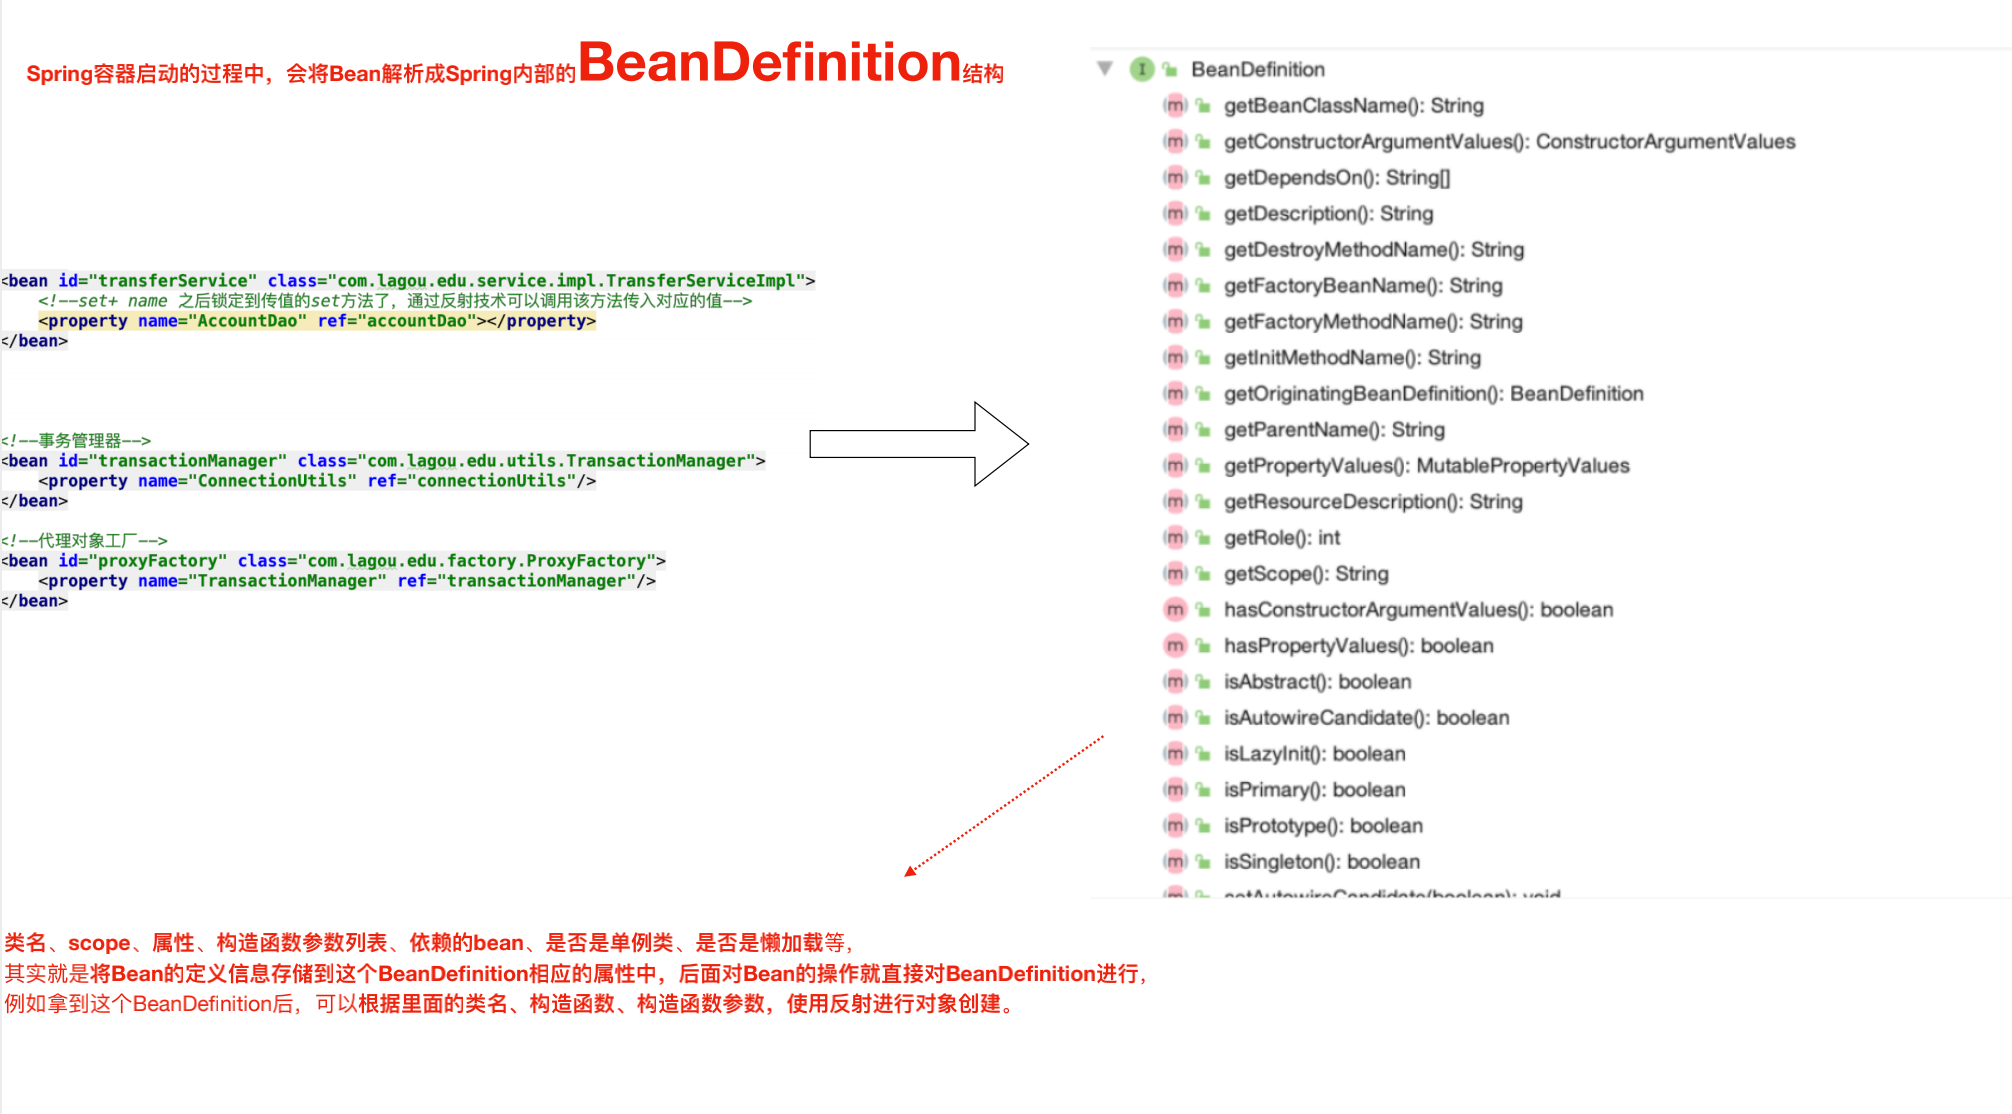 Spring容器启动的过程中，会将Bean解析成Spring内部的BeanDefinition结构
<bean id="transferService" class="com.lagou.edu.service.impl.TransferServiceImpl">
<!--set+ name 之后锁定到传值的set方法了，通过反射技术可以调用该方法传入对应的值-->
<property name="AccountDao" ref="accountDao"></property>
</bean>
<!--事务管理器-->
<bean id="transactionManager" class="com.lagou.edu.utils.TransactionManager">
<property name="ConnectionUtils" ref="connectionUtils"/>
</bean>
<!--代理对象工厂-->
<bean id="proxyFactory" class="com.lagou.edu.factory.ProxyFactory">
<property name="TransactionManager" ref="transactionManager"/>
</bean>
I BeanDefinition
m getBeanClassName(): String
m getConstructorArgumentValues(): ConstructorArgumentValues
m getDependsOn(): String[]
m getDescription(): String
m getDestroyMethodName(): String
m getFactoryBeanName(): String
m getFactoryMethodName(): String
m getInitMethodName(): String
m getOriginatingBeanDefinition(): BeanDefinition
m getParentName(): String
m getPropertyValues(): MutablePropertyValues
m getResourceDescription(): String
m getRole(): int
m getScope(): String
m hasConstructorArgumentValues(): boolean
m hasPropertyValues(): boolean
m isAbstract(): boolean
m isAutowireCandidate(): boolean
m isLazyInit(): boolean
m isPrimary(): boolean
m isPrototype(): boolean
m isSingleton(): boolean
m setAutowireCandidate(boolean): void
类名、scope、属性、构造函数参数列表、依赖的bean、是否是单例类、是否是懒加载等，
其实就是将Bean的定义信息存储到这个BeanDefinition相应的属性中，后面对Bean的操作就直接对BeanDefinition进行，
例如拿到这个BeanDefinition后，可以根据里面的类名、构造函数、构造函数参数，使用反射进行对象创建。